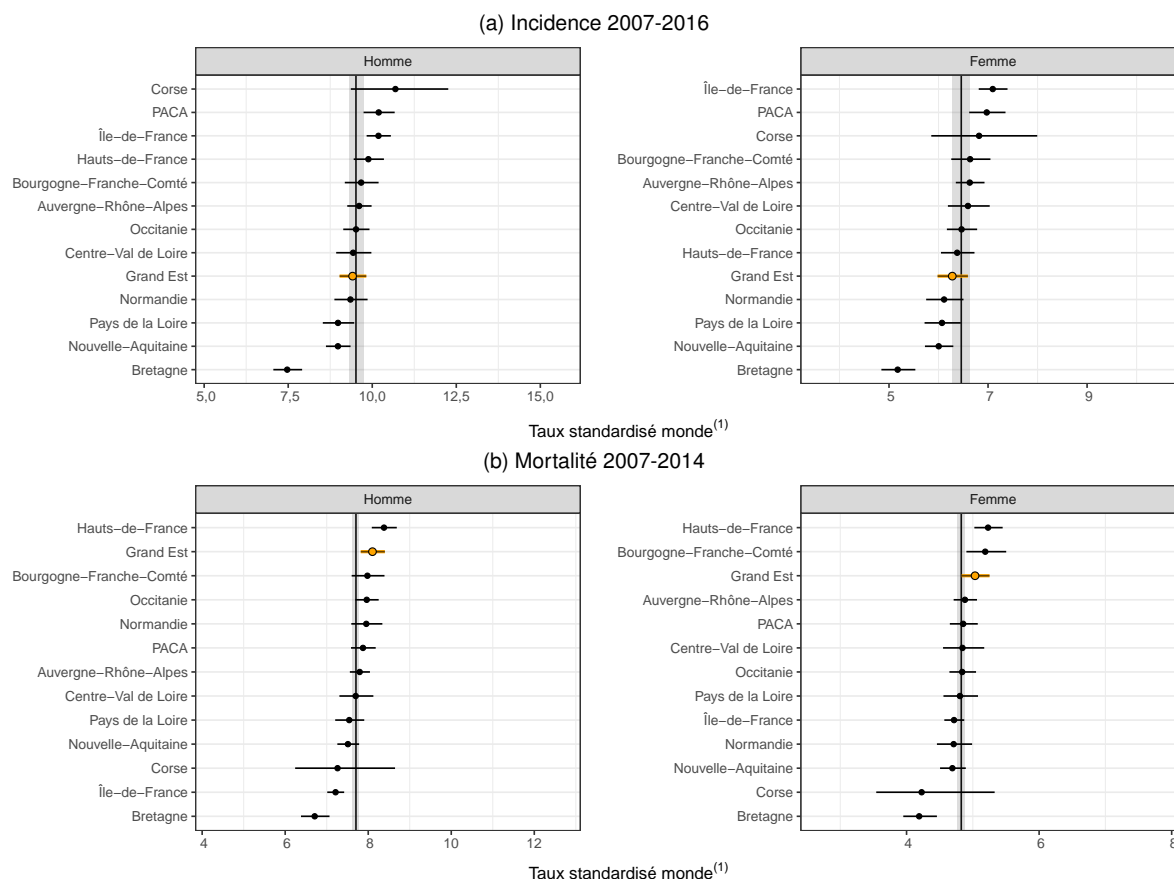 (a) Incidence 2007-2016
Homme
Corse
PACA
Île−de−France
Hauts−de−France
Bourgogne−Franche−Comté
Auvergne−Rhône−Alpes
Occitanie
Centre−Val de Loire
Grand Est
Normandie
Pays de la Loire
Nouvelle−Aquitaine
Bretagne
5,0 7,5 10,0 12,5 15,0
Femme
Île−de−France
PACA
Corse
Bourgogne−Franche−Comté
Auvergne−Rhône−Alpes
Centre−Val de Loire
Occitanie
Hauts−de−France
Grand Est
Normandie
Pays de la Loire
Nouvelle−Aquitaine
Bretagne
5 7 9
Taux standardisé monde(1)
(b) Mortalité 2007-2014
Homme
Hauts−de−France
Grand Est
Bourgogne−Franche−Comté
Occitanie
Normandie
PACA
Auvergne−Rhône−Alpes
Centre−Val de Loire
Pays de la Loire
Nouvelle−Aquitaine
Corse
Île−de−France
Bretagne
4 6 8 10 12
Femme
Hauts−de−France
Bourgogne−Franche−Comté
Grand Est
Auvergne−Rhône−Alpes
PACA
Centre−Val de Loire
Occitanie
Pays de la Loire
Île−de−France
Normandie
Nouvelle−Aquitaine
Corse
Bretagne
4 6 8
Taux standardisé monde(1)